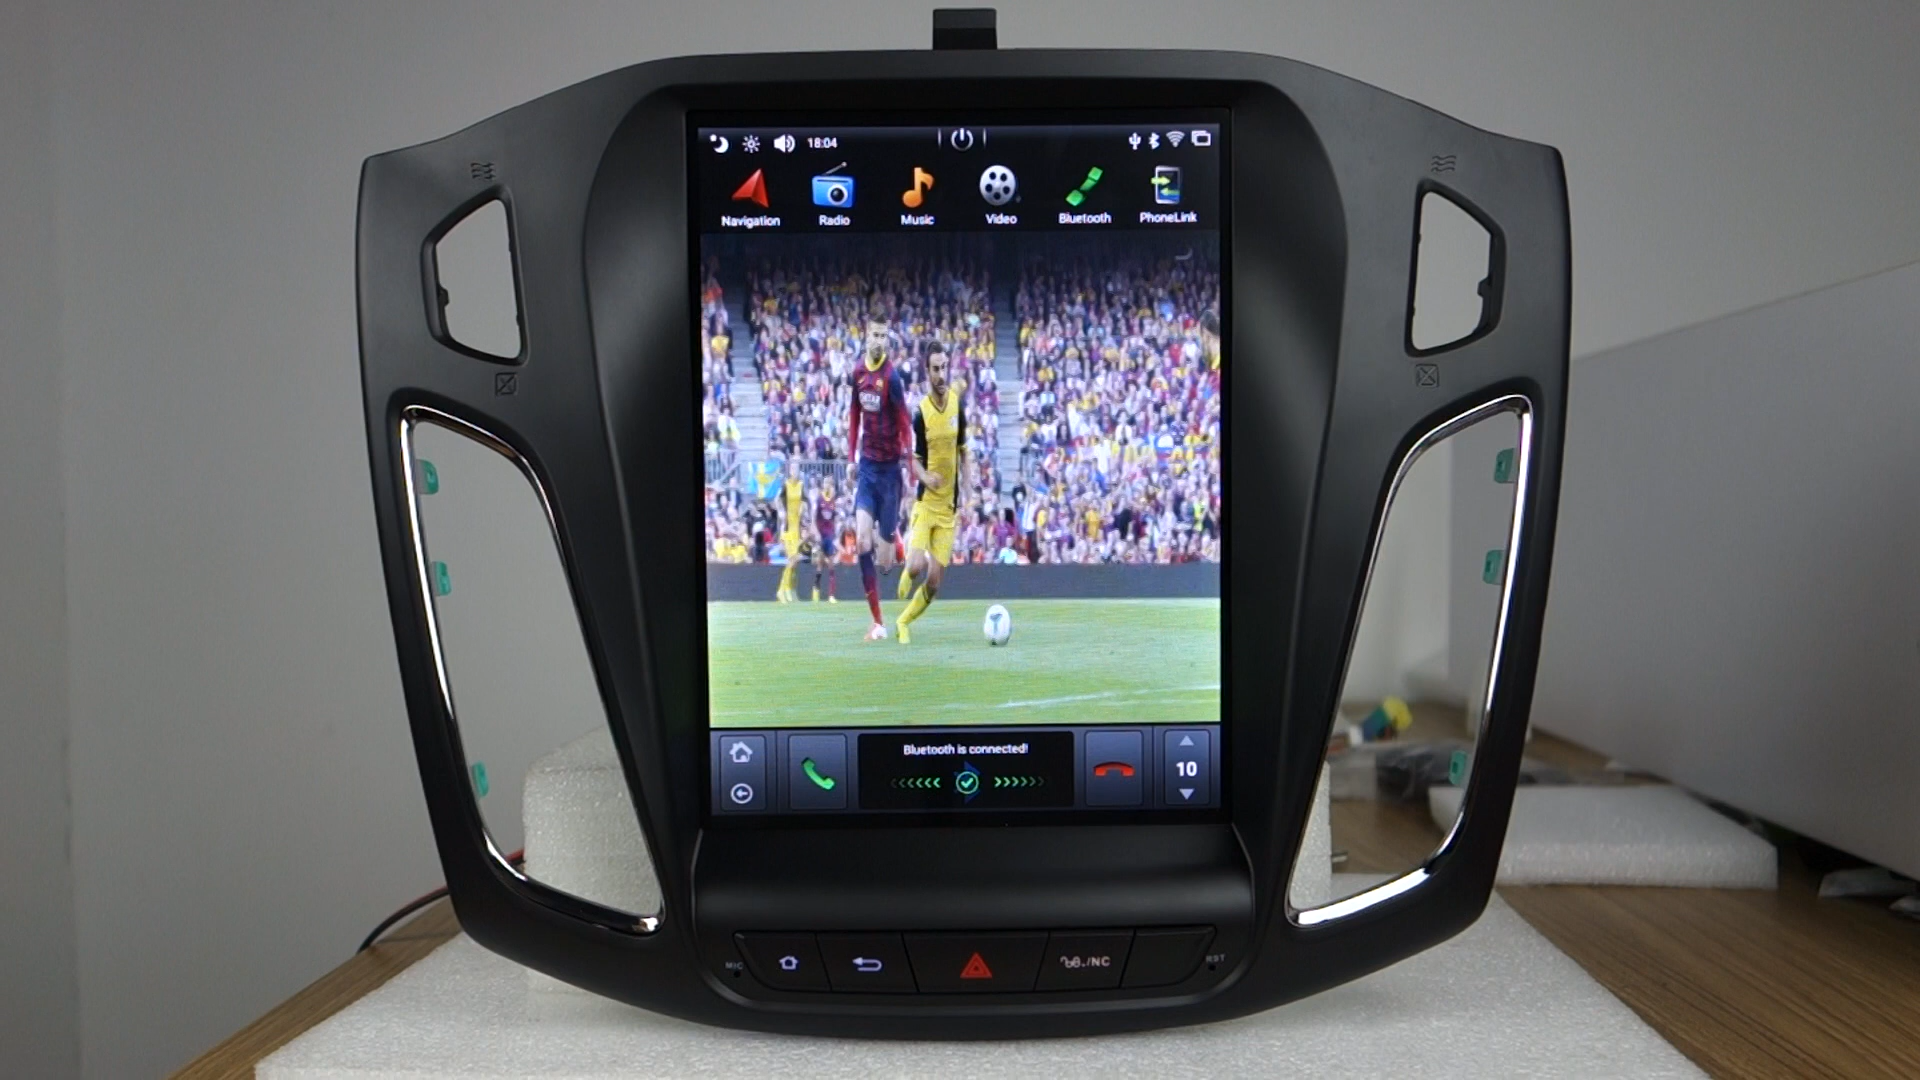 18:04
Navigation Radio Music Video Bluetooth PhoneLink
Bluetooth is connected!
10
MIC
RST